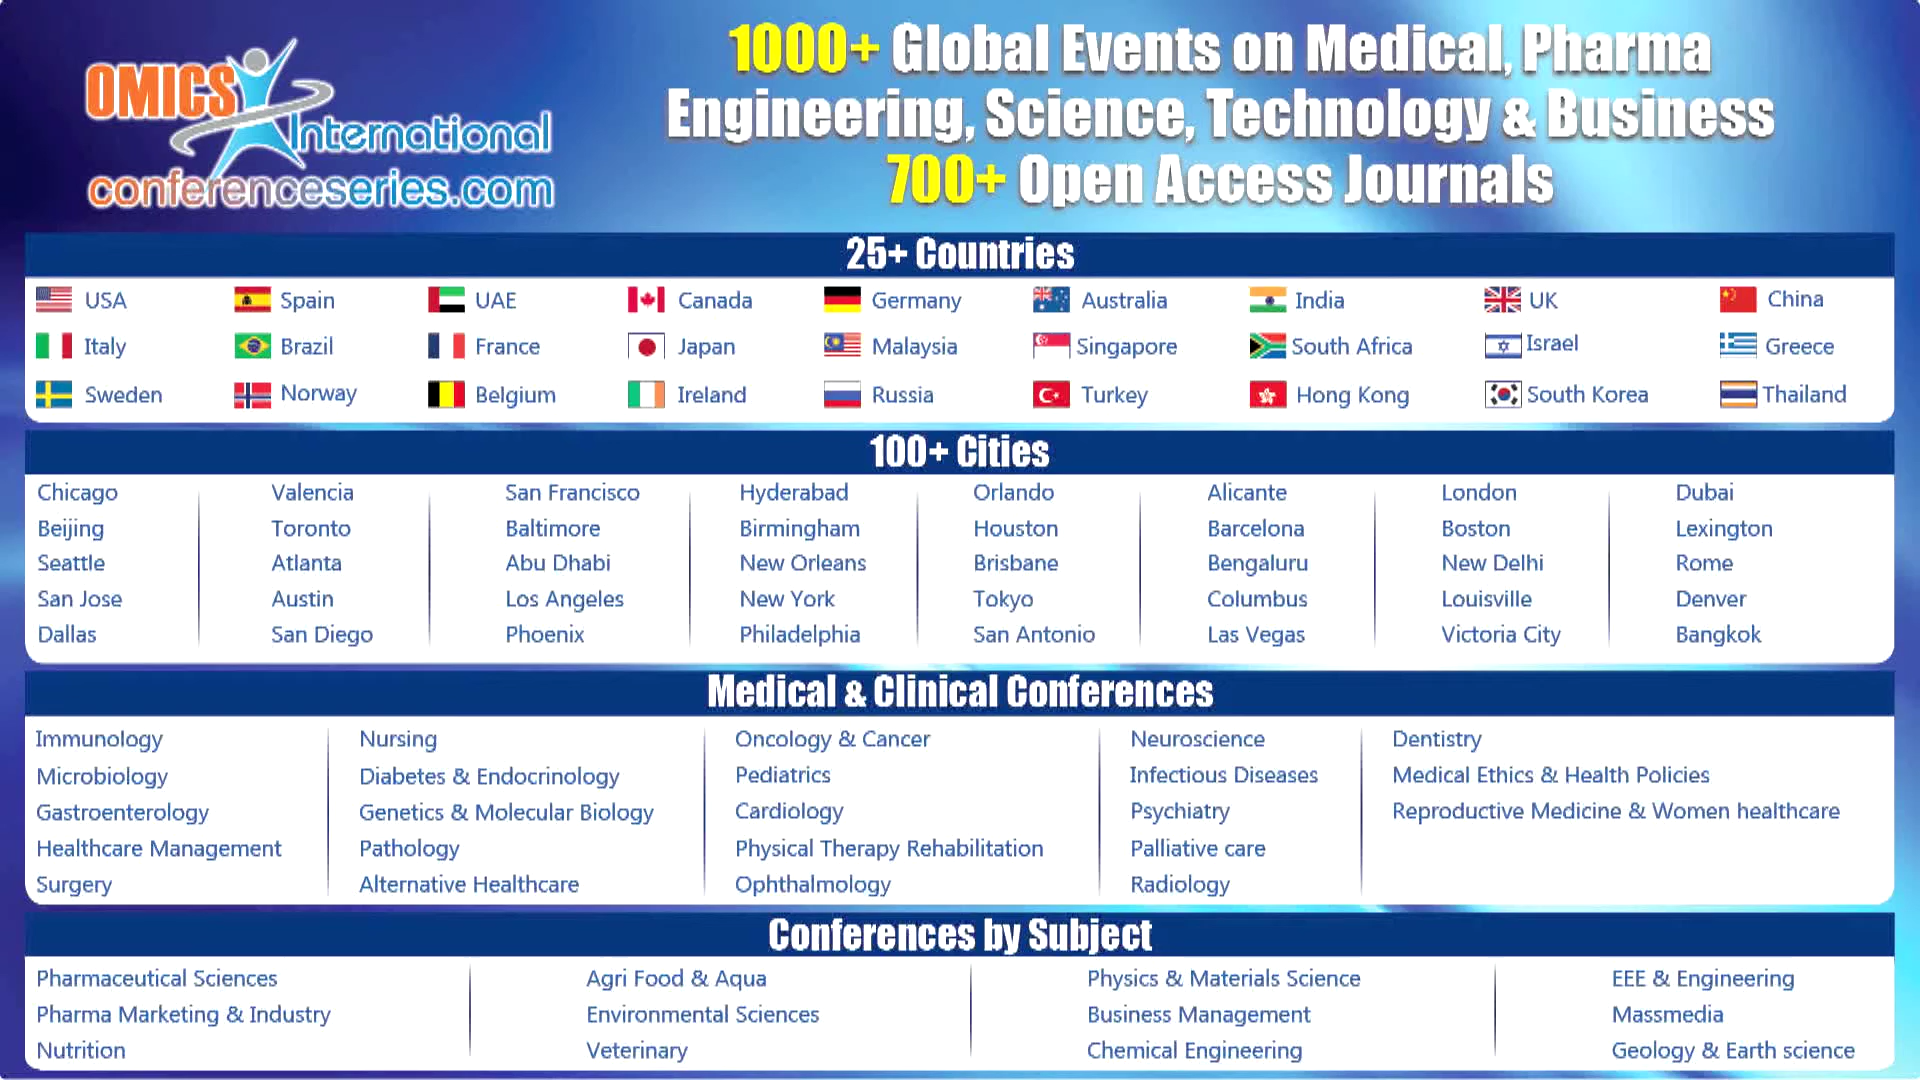 OMICS
International
conferenceseries.com
1000+ Global Events on Medical, Pharma
Engineering, Science, Technology & Business
700+ Open Access Journals
25+ Countries
USA Spain UAE Canada Germany Australia India UK China
Italy Brazil France Japan Malaysia Singapore South Africa Israel Greece
Sweden Norway Belgium Ireland Russia Turkey Hong Kong South Korea Thailand
100+ Cities
Chicago Valencia San Francisco Hyderabad Orlando Alicante London Dubai
Beijing Toronto Baltimore Birmingham Houston Barcelona Boston Lexington
Seattle Atlanta Abu Dhabi New Orleans Brisbane Bengaluru New Delhi Rome
San Jose Austin Los Angeles New York Tokyo Columbus Louisville Denver
Dallas San Diego Phoenix Philadelphia San Antonio Las Vegas Victoria City Bangkok
Medical & Clinical Conferences
Immunology Nursing Oncology & Cancer Neuroscience Dentistry
Microbiology Diabetes & Endocrinology Pediatrics Infectious Diseases Medical Ethics & Health Policies
Gastroenterology Genetics & Molecular Biology Cardiology Psychiatry Reproductive Medicine & Women healthcare
Healthcare Management Pathology Physical Therapy Rehabilitation Palliative care
Surgery Alternative Healthcare Ophthalmology Radiology
Conferences by Subject
Pharmaceutical Sciences Agri Food & Aqua Physics & Materials Science EEE & Engineering
Pharma Marketing & Industry Environmental Sciences Business Management Massmedia
Nutrition Veterinary Chemical Engineering Geology & Earth science